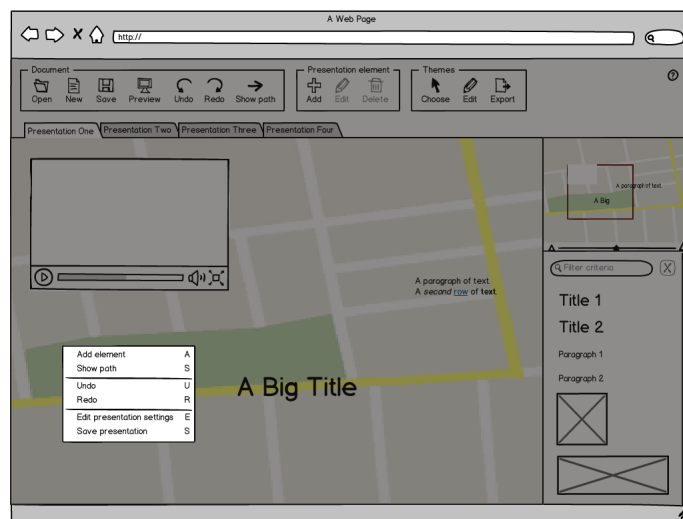 A Web Page
http://
Document
Presentation element
Themes
Open New Save Preview Undo Redo Show path
Add Edit Delete
Choose Edit Export
?
Presentation One
Presentation Two
Presentation Three
Presentation Four
A paragraph of text.
A Big
A paragraph of text.
A second row of text.
Filter criteria
X
Title 1
Title 2
Paragraph 1
Paragraph 2
Add element A
Show path S
Undo U
Redo R
Edit presentation settings E
Save presentation S
A Big Title